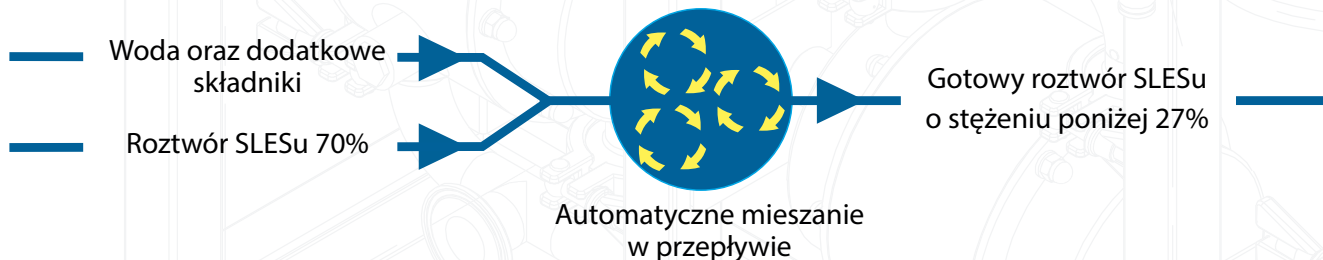 Woda oraz dodatkowe
składniki
Roztwór SLESu 70%
Automatyczne mieszanie
w przepływie
Gotowy roztwór SLESu
o stężeniu poniżej 27%